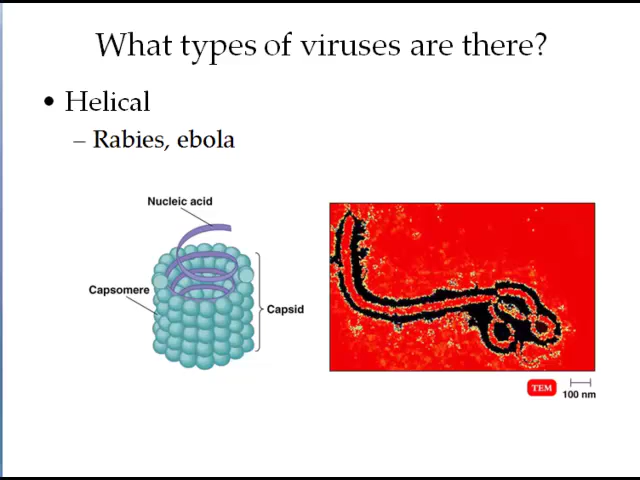 What types of viruses are there?
• Helical
– Rabies, ebola
Nucleic acid
Capsomere
Capsid
TEM
100 nm